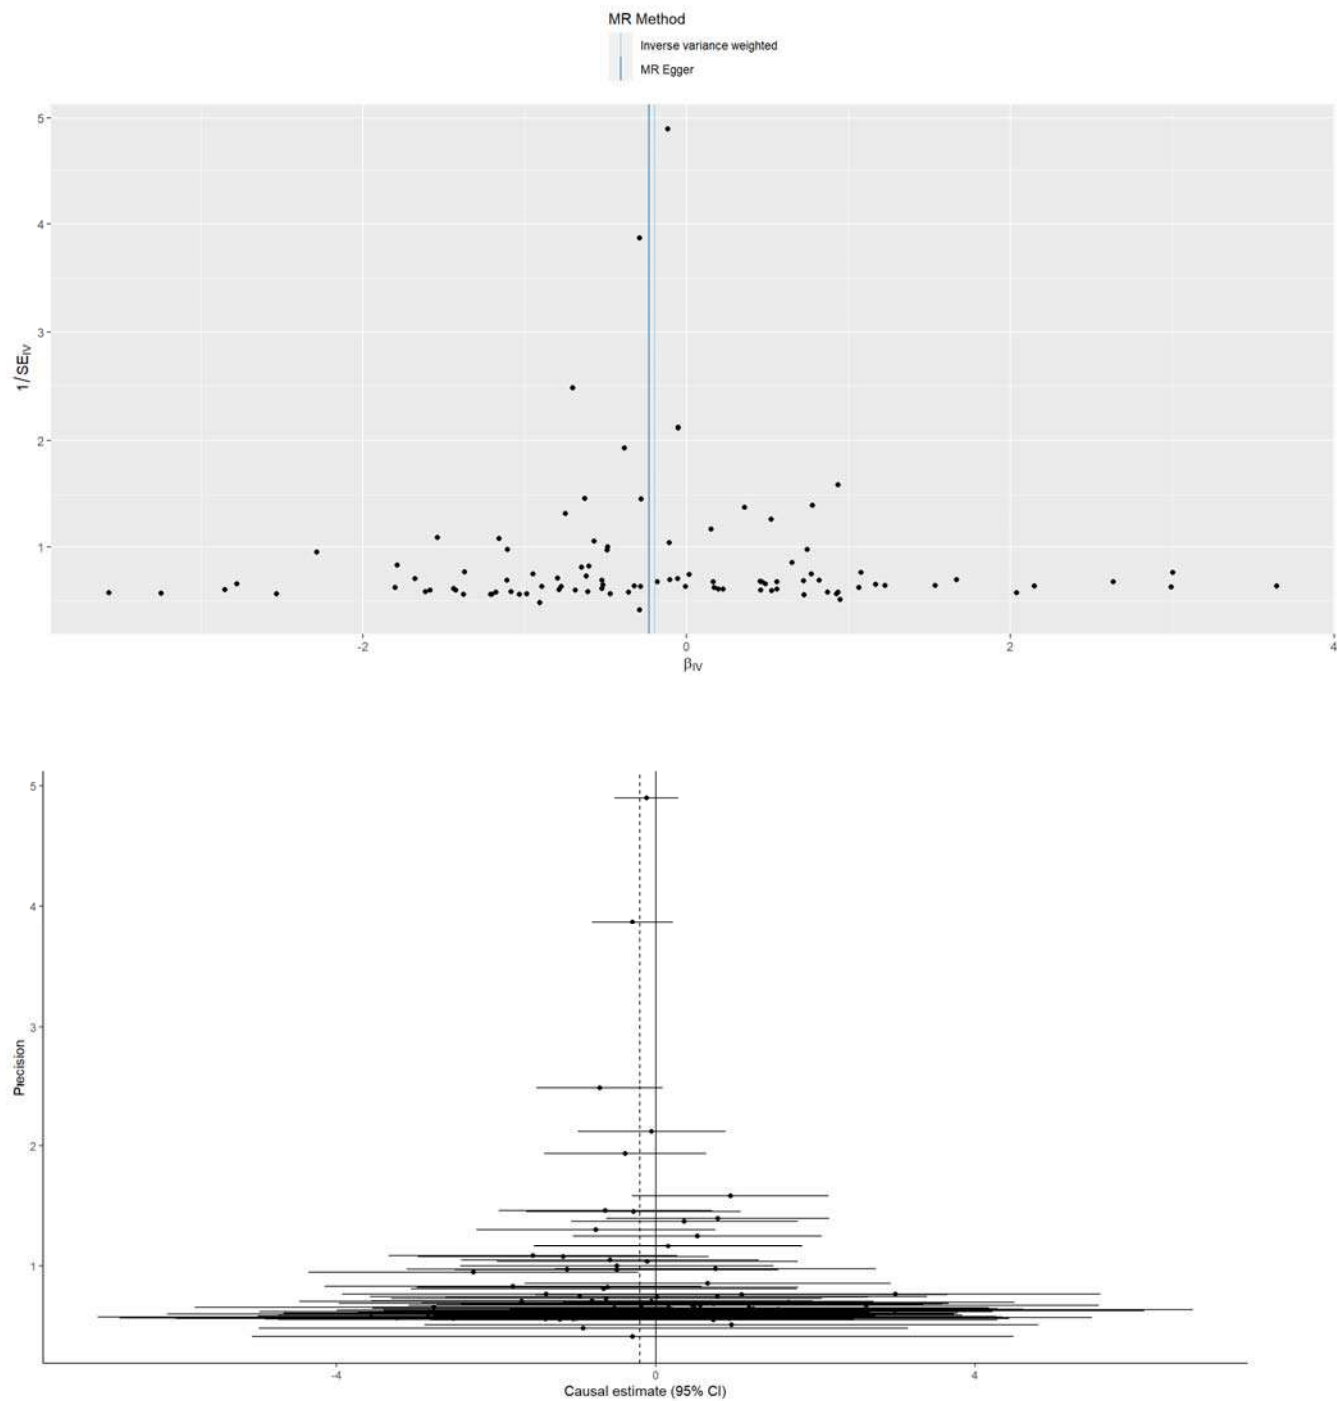 MR Method
Inverse variance weighted
MR Egger
5
4
3
2
1
1/SE_IV
-2
0
2
4
β_IV
5
4
3
2
1
Precision
-4
0
4
Causal estimate (95% CI)